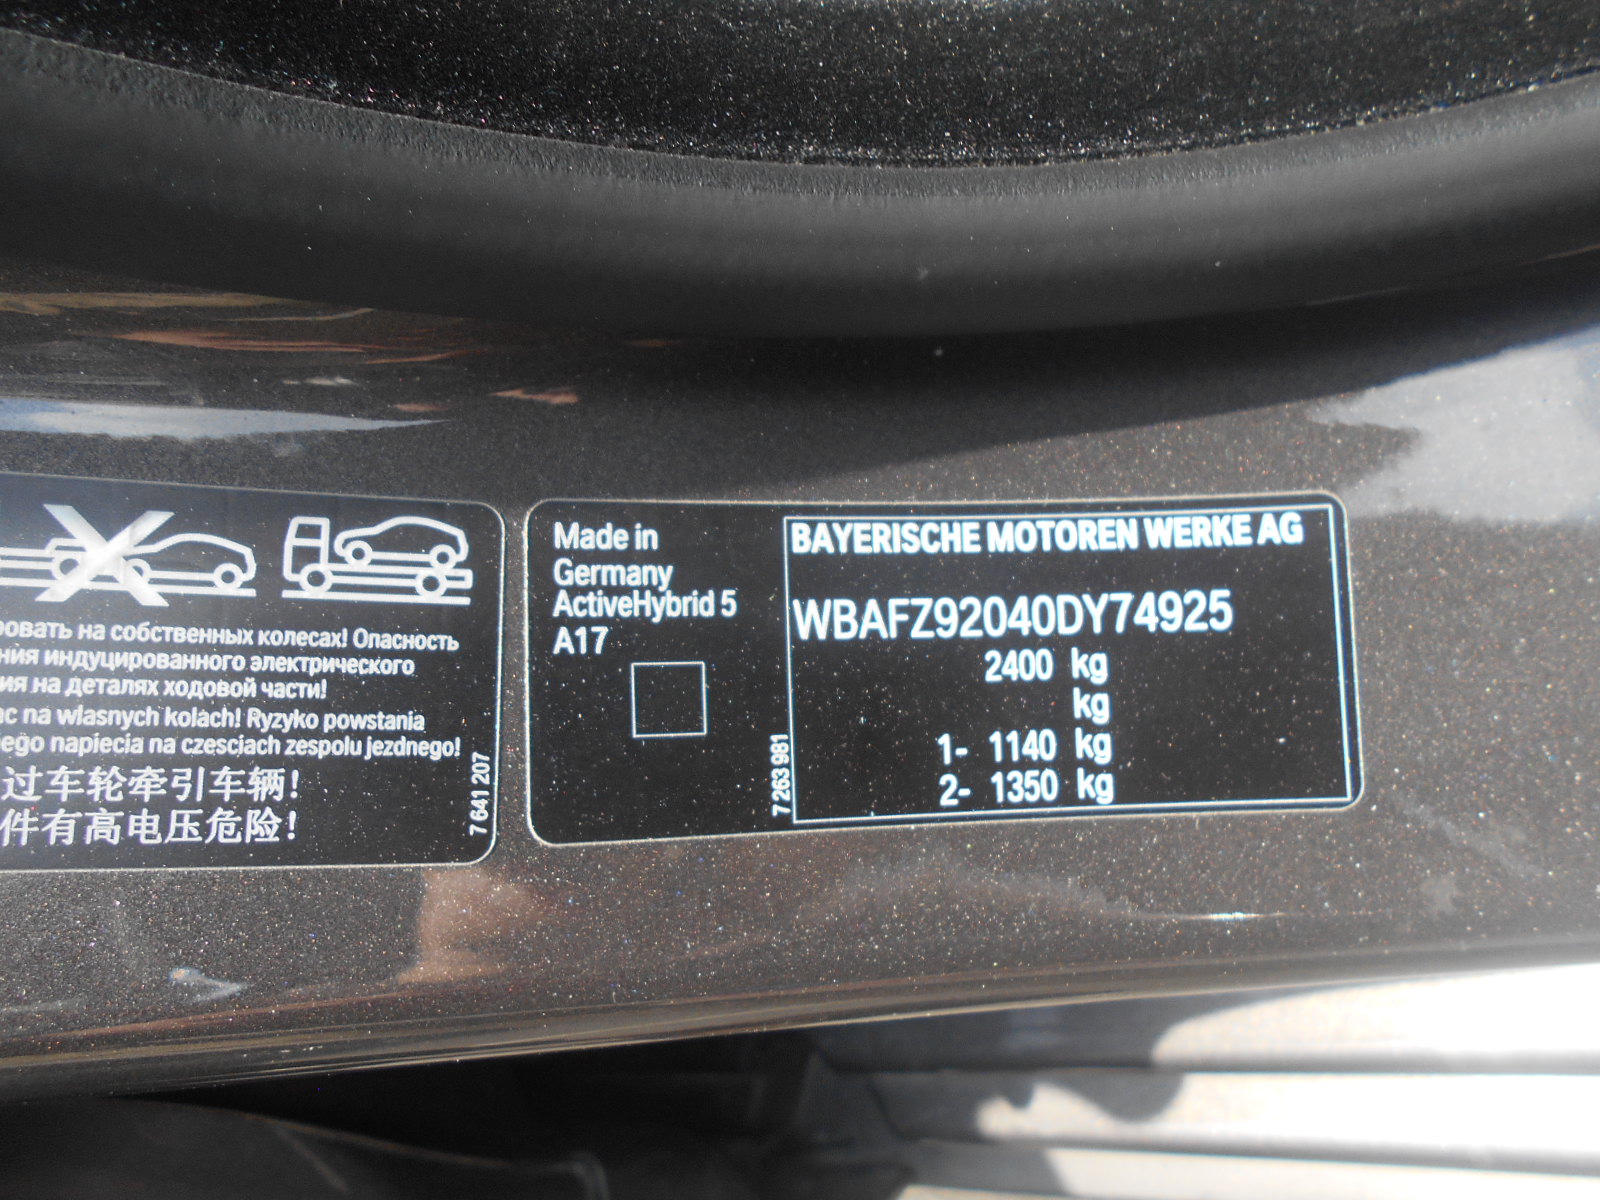 ровать на собственных колесах! Опасность
ния индуцированного электрического
ия на деталях ходовой части!
ac na wlasnych kolach! Ryzyko powstania
iego napiecia na czesciach zespolu jezdnego!
过车轮牵引车辆!
件有高电压危险!
7 641 207
Made in
Germany
ActiveHybrid 5
A17
7 263 981
BAYERISCHE MOTOREN WERKE AG
WBAFZ92040DY74925
2400 kg
kg
1- 1140 kg
2- 1350 kg